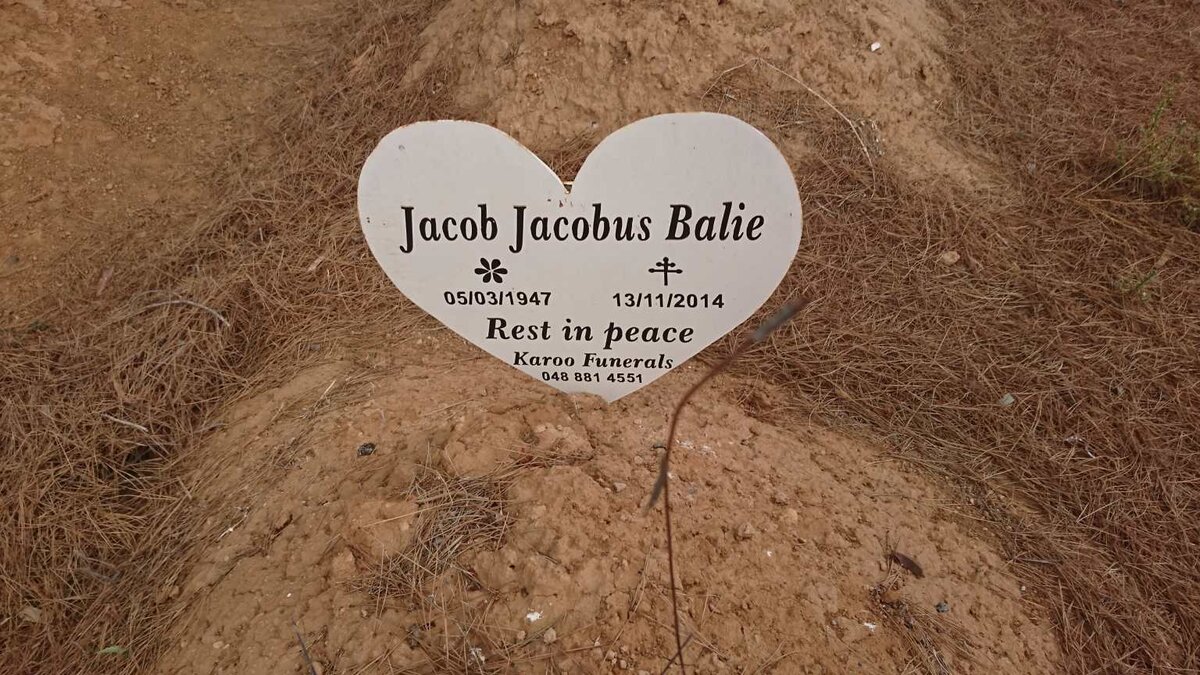 Jacob Jacobus Balie
05/03/1947 13/11/2014
Rest in peace
Karoo Funerals
048 881 4551